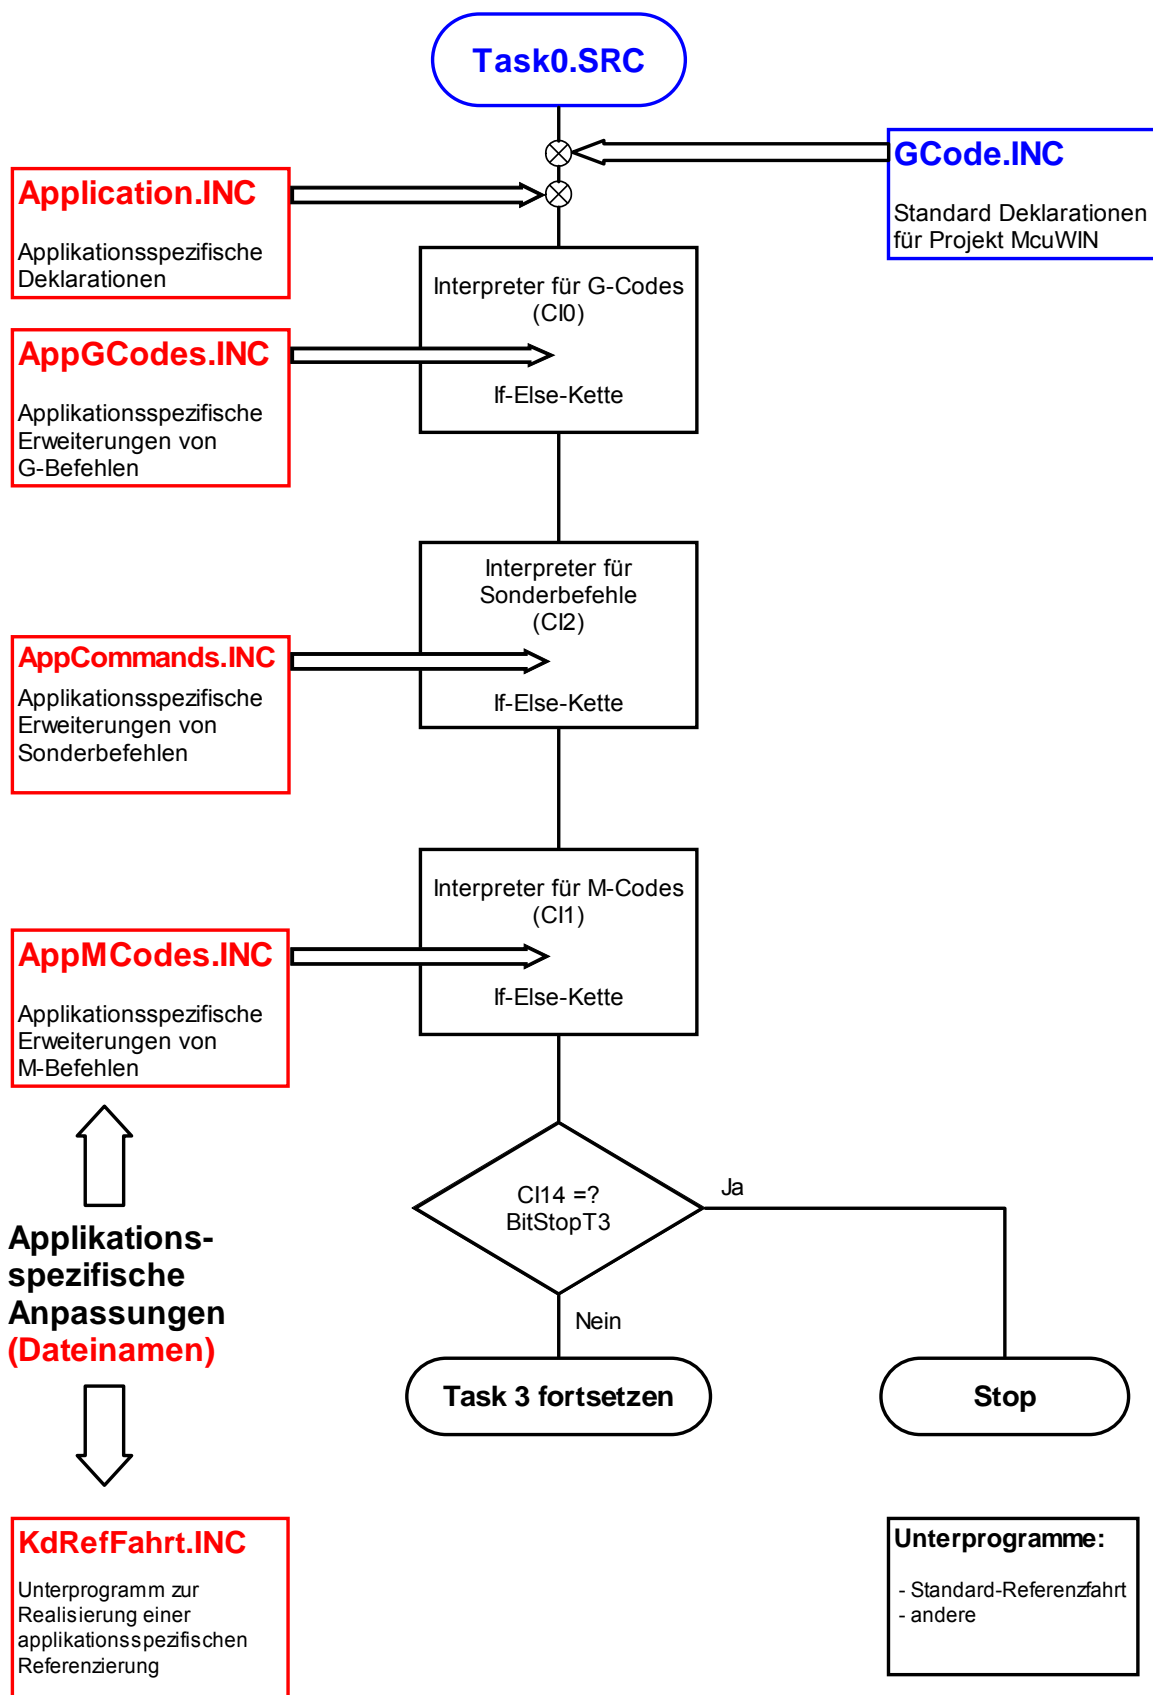 Task0.SRC
GCode.INC
Standard Deklarationen
für Projekt McuWIN
Application.INC
Applikationsspezifische
Deklarationen
Interpreter für G-Codes
(CI0)
If-Else-Kette
AppGCodes.INC
Applikationsspezifische
Erweiterungen von
G-Befehlen
Interpreter für
Sonderbefehle
(CI2)
If-Else-Kette
AppCommands.INC
Applikationsspezifische
Erweiterungen von
Sonderbefehlen
Interpreter für M-Codes
(CI1)
If-Else-Kette
AppMCodes.INC
Applikationsspezifische
Erweiterungen von
M-Befehlen
CI14 =?
BitStopT3
Ja
Nein
Applikations-
spezifische
Anpassungen
(Dateinamen)
Task 3 fortsetzen
Stop
KdRefFahrt.INC
Unterprogramm zur
Realisierung einer
applikationsspezifischen
Referenzierung
Unterprogramme:
- Standard-Referenzfahrt
- andere